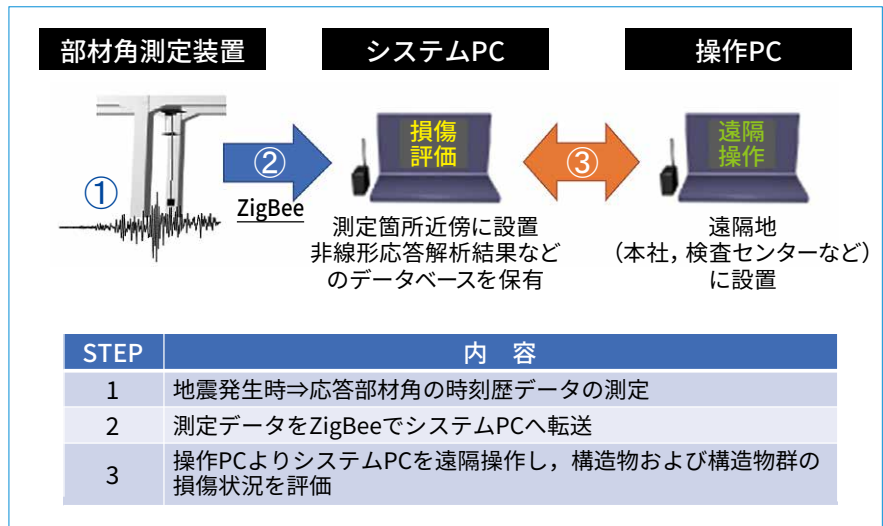 部材角測定装置
システムPC
操作PC
①
②
ZigBee
損傷
評価
③
遠隔
操作
測定箇所近傍に設置
非線形応答解析結果など
のデータベースを保有
遠隔地
（本社，検査センターなど）
に設置
STEP 内　容
1 地震発生時⇒応答部材角の時刻歴データの測定
2 測定データをZigBeeでシステムPCへ転送
3 操作PCよりシステムPCを遠隔操作し，構造物および構造物群の
損傷状況を評価